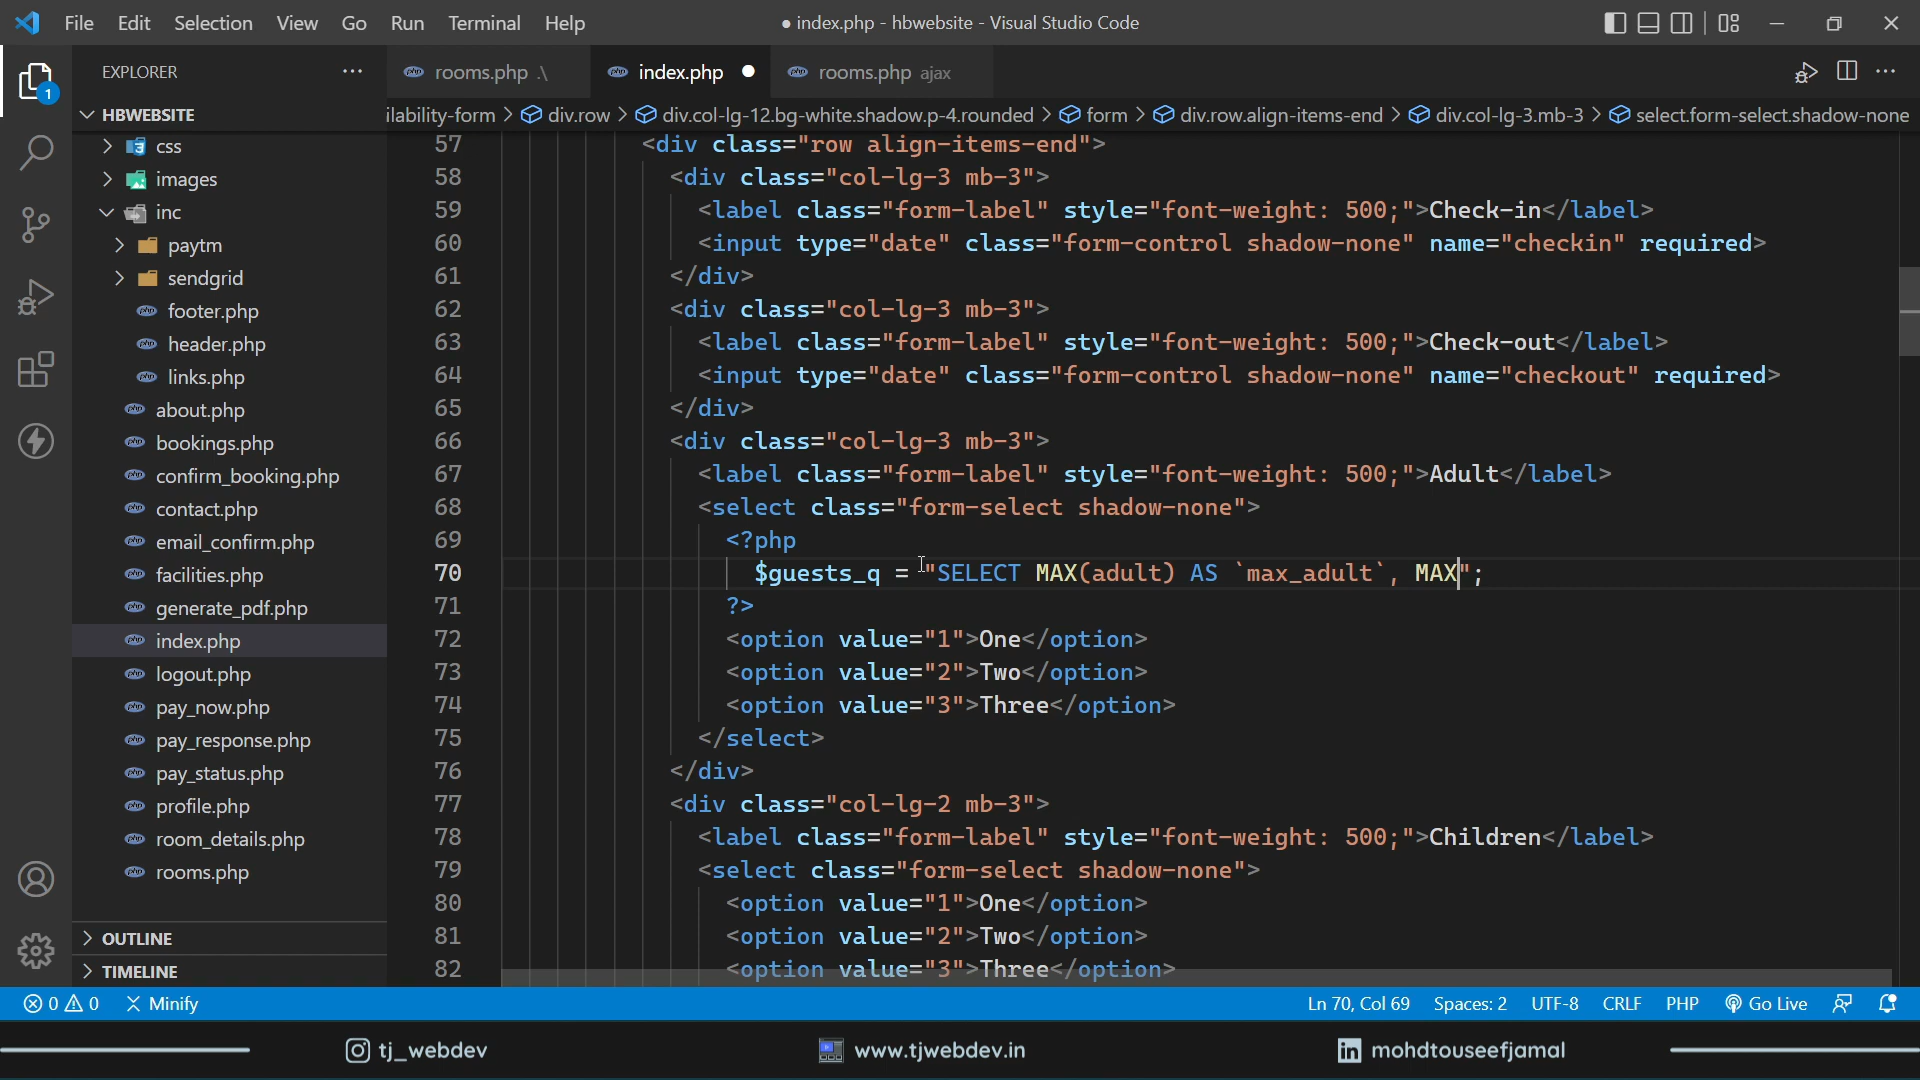 File Edit Selection View Go Run Terminal Help
● index.php - hbwebsite - Visual Studio Code
EXPLORER ...
rooms.php .\
index.php ●
rooms.php ajax
1
HBWEBSITE
ilability-form > div.row > div.col-lg-12.bg-white.shadow.p-4.rounded > form > div.row.align-items-end > div.col-lg-3.mb-3 > select.form-select.shadow-none
css
images
inc
paytm
sendgrid
footer.php
header.php
links.php
about.php
bookings.php
confirm_booking.php
contact.php
email_confirm.php
facilities.php
generate_pdf.php
index.php
logout.php
pay_now.php
pay_response.php
pay_status.php
profile.php
room_details.php
rooms.php
OUTLINE
TIMELINE
57 <div class="row align-items-end">
58 <div class="col-lg-3 mb-3">
59 <label class="form-label" style="font-weight: 500;">Check-in</label>
60 <input type="date" class="form-control shadow-none" name="checkin" required>
61 </div>
62 <div class="col-lg-3 mb-3">
63 <label class="form-label" style="font-weight: 500;">Check-out</label>
64 <input type="date" class="form-control shadow-none" name="checkout" required>
65 </div>
66 <div class="col-lg-3 mb-3">
67 <label class="form-label" style="font-weight: 500;">Adult</label>
68 <select class="form-select shadow-none">
69 <?php
70 $guests_q = "SELECT MAX(adult) AS `max_adult`, MAX";
71 ?>
72 <option value="1">One</option>
73 <option value="2">Two</option>
74 <option value="3">Three</option>
75 </select>
76 </div>
77 <div class="col-lg-2 mb-3">
78 <label class="form-label" style="font-weight: 500;">Children</label>
79 <select class="form-select shadow-none">
80 <option value="1">One</option>
81 <option value="2">Two</option>
82 <option value="3">Three</option>
0 0 Minify
Ln 70, Col 69 Spaces: 2 UTF-8 CRLF PHP Go Live
tj_webdev
www.tjwebdev.in
in mohdtouseefjamal